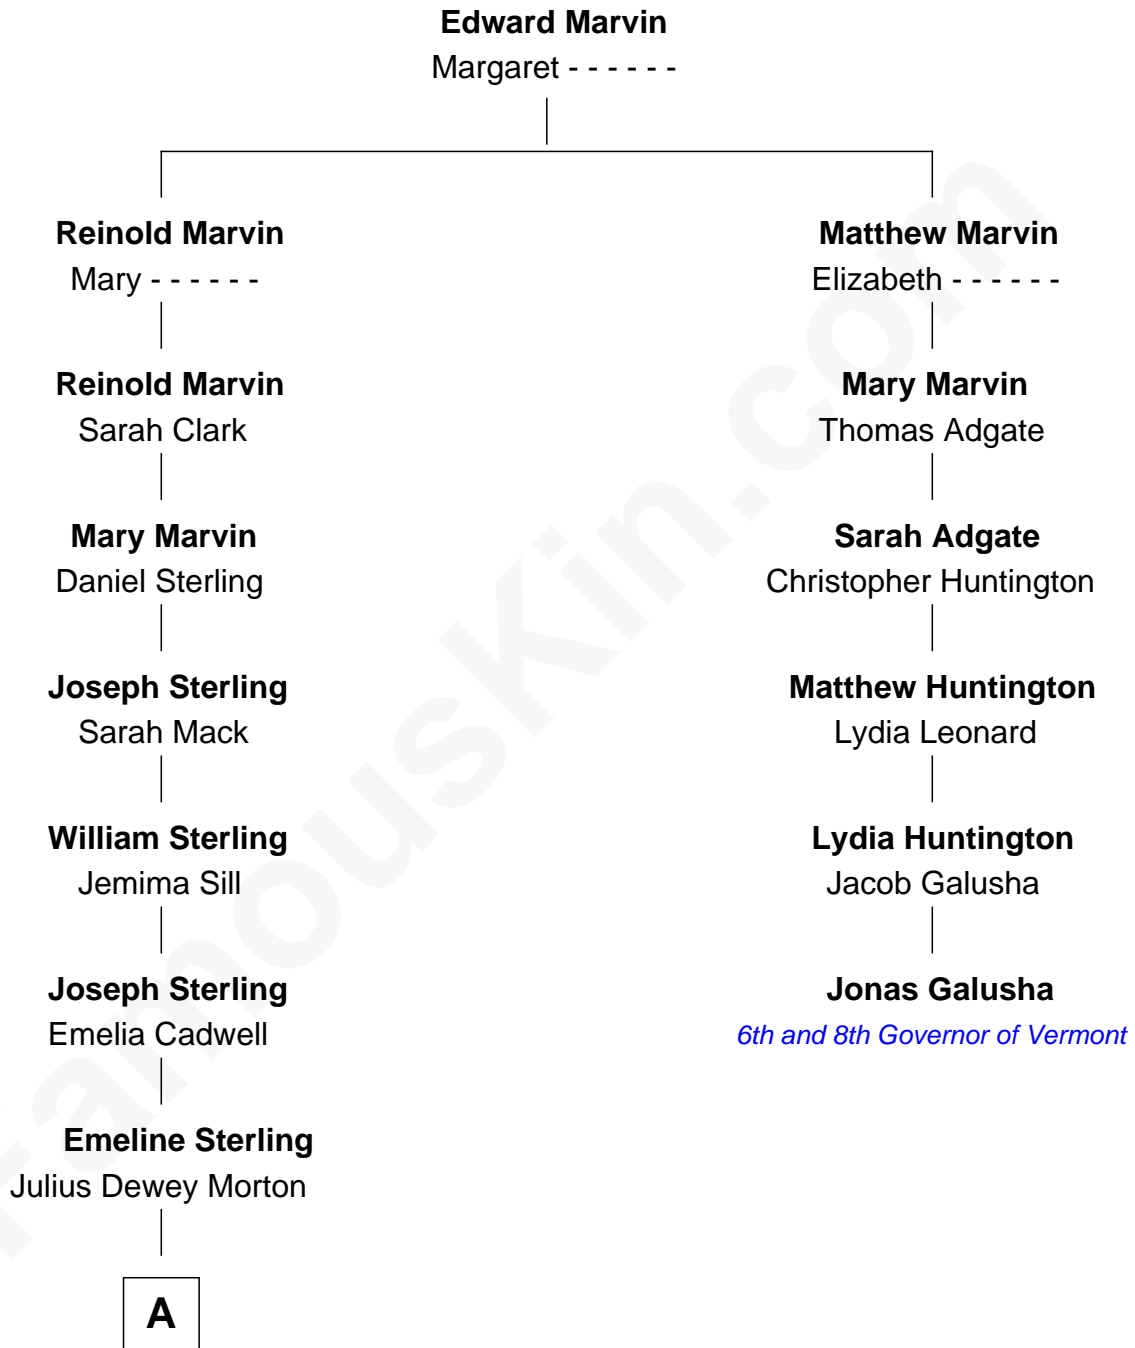 Edward Marvin
Margaret - - - - - -
Reinold Marvin
Mary - - - - - -
Matthew Marvin
Elizabeth - - - - - -
Reinold Marvin
Sarah Clark
Mary Marvin
Thomas Adgate
Mary Marvin
Daniel Sterling
Sarah Adgate
Christopher Huntington
Joseph Sterling
Sarah Mack
Matthew Huntington
Lydia Leonard
William Sterling
Jemima Sill
Lydia Huntington
Jacob Galusha
Joseph Sterling
Emelia Cadwell
Jonas Galusha
6th and 8th Governor of Vermont
Emeline Sterling
Julius Dewey Morton
A
FamousKin.com